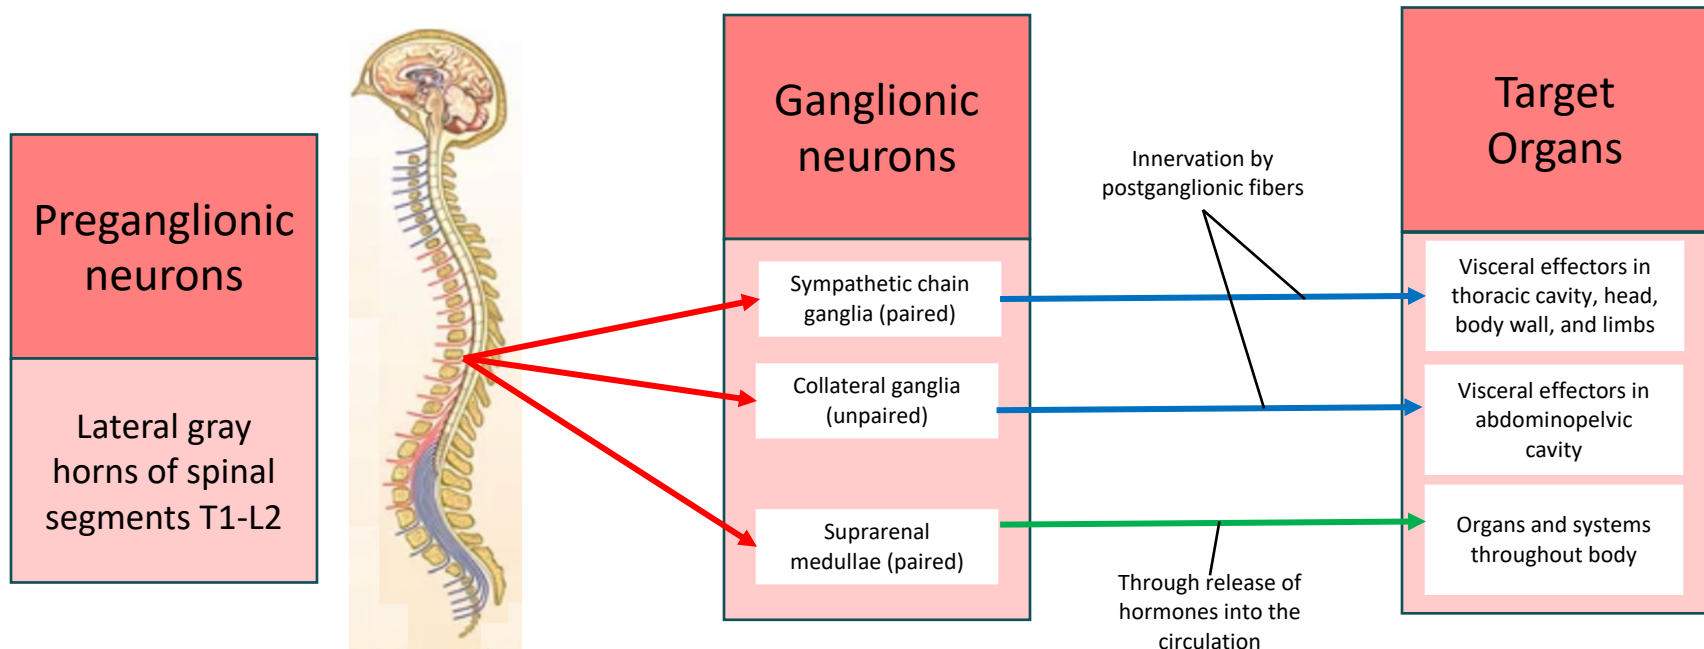 Preganglionic
neurons
Lateral gray
horns of spinal
segments T1-L2
Ganglionic
neurons
Sympathetic chain
ganglia (paired)
Collateral ganglia
(unpaired)
Suprarenal
medullae (paired)
Innervation by
postganglionic fibers
Through release of
hormones into the
circulation
Target
Organs
Visceral effectors in
thoracic cavity, head,
body wall, and limbs
Visceral effectors in
abdominopelvic
cavity
Organs and systems
throughout body